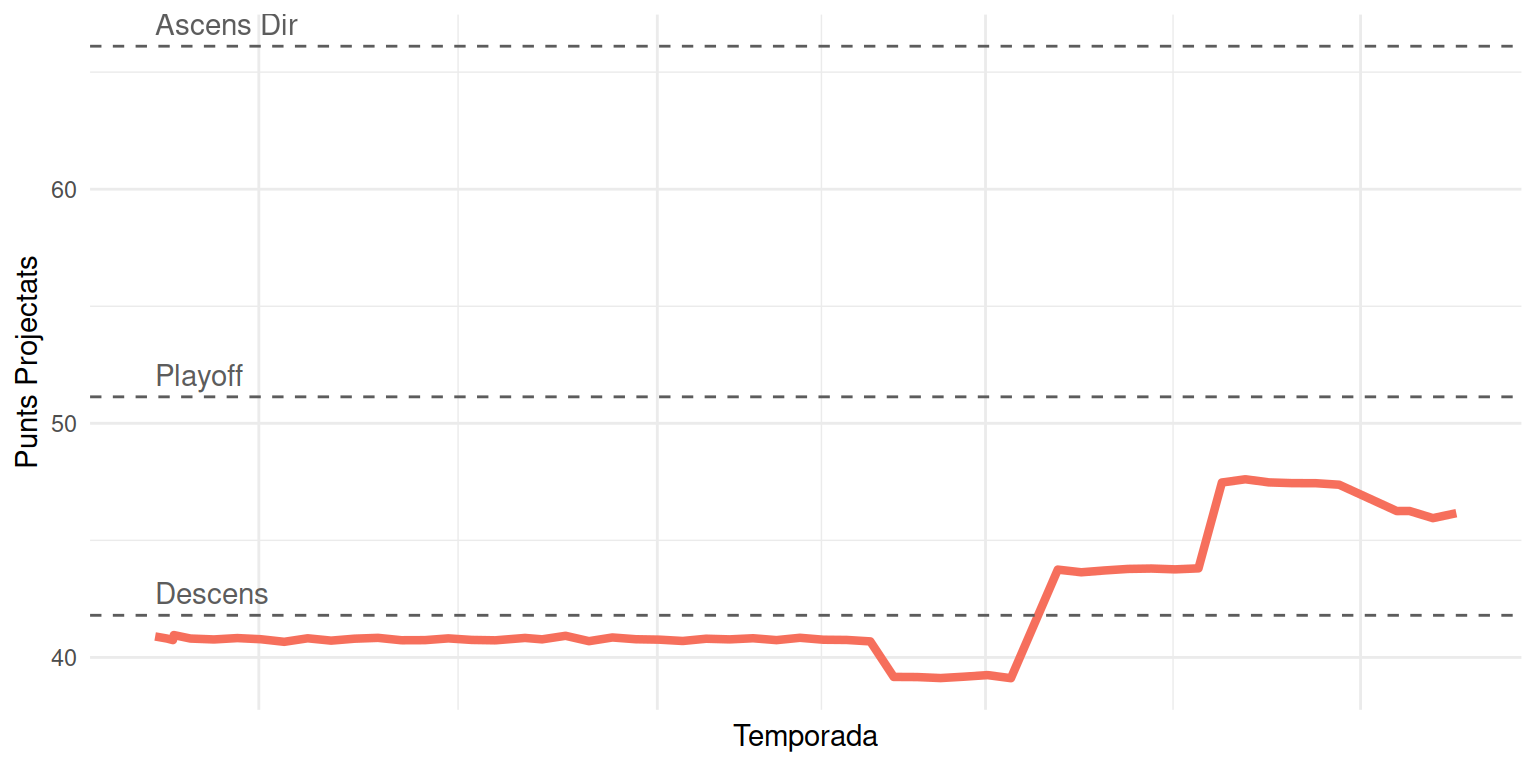 Ascens Dir
60
Playoff
50
Descens
40
Punts Projectats
Temporada